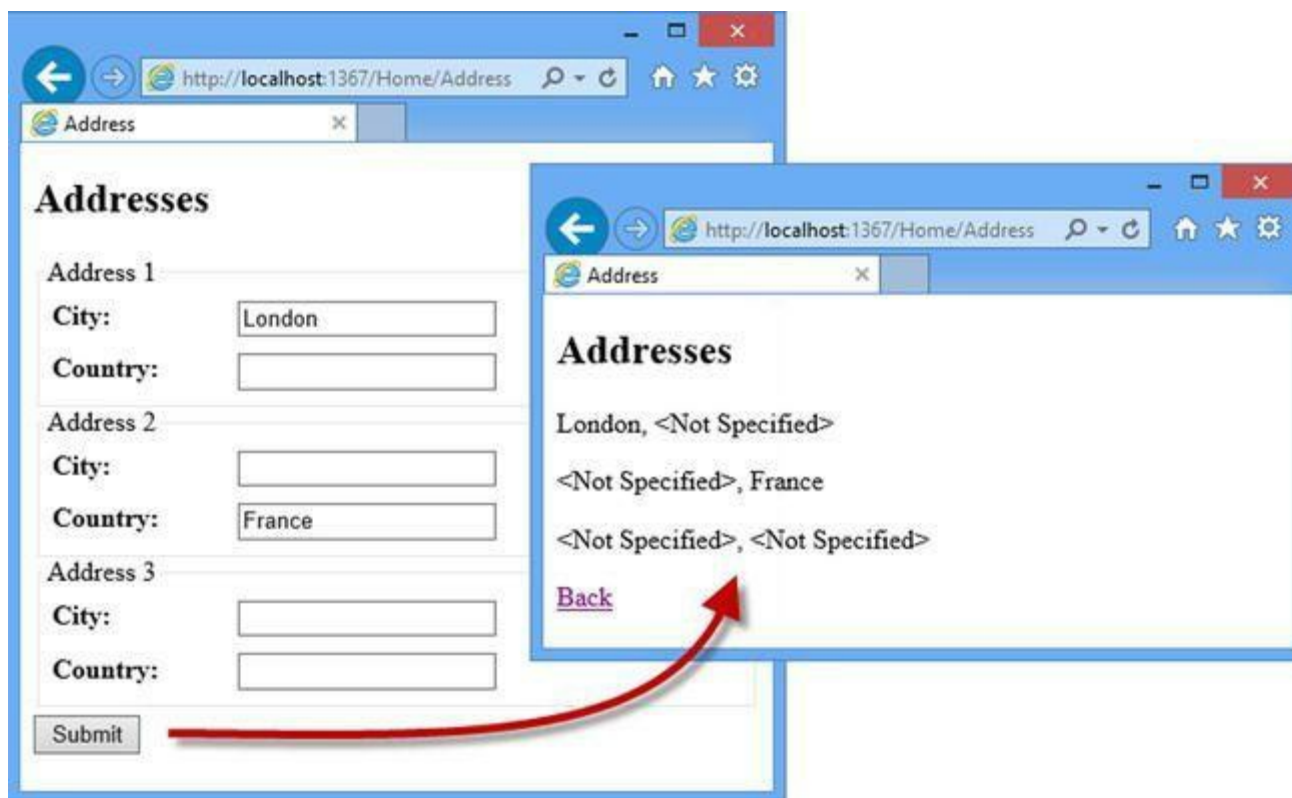 http://localhost:1367/Home/Address
Address
Addresses
Address 1
City: London
Country:
Address 2
City:
Country: France
Address 3
City:
Country:
Submit
http://localhost:1367/Home/Address
Address
Addresses
London, <Not Specified>
<Not Specified>, France
<Not Specified>, <Not Specified>
Back